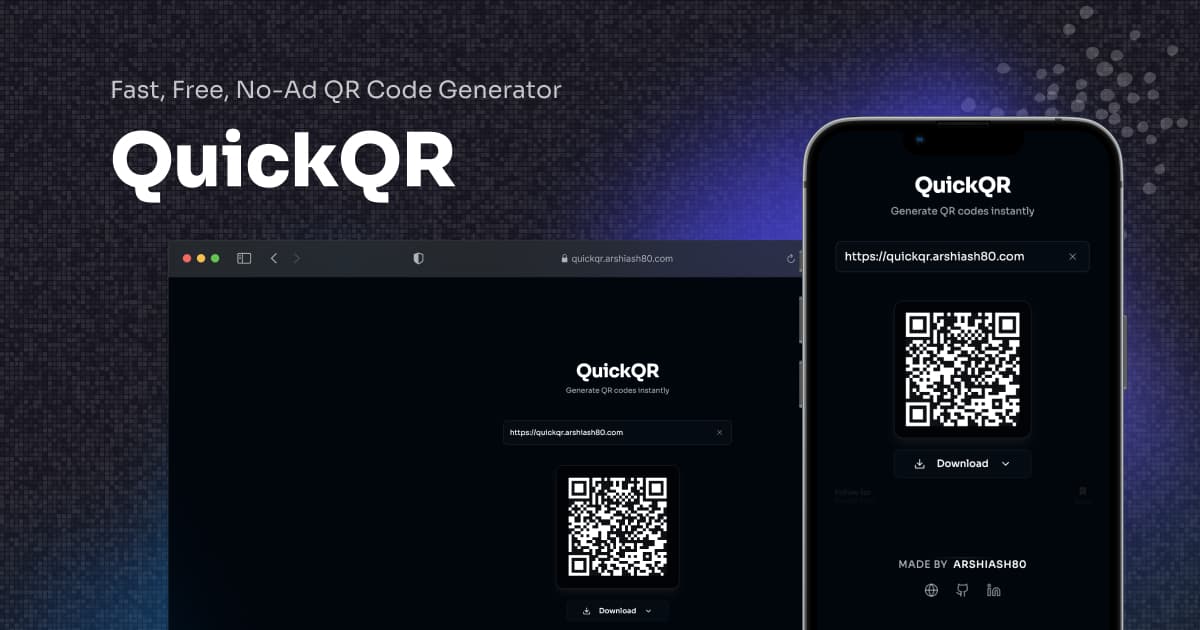 Fast, Free, No-Ad QR Code Generator
QuickQR
quickqr.arshiash80.com
QuickQR
Generate QR codes instantly
https://quickqr.arshiash80.com
Download
QuickQR
Generate QR codes instantly
https://quickqr.arshiash80.com
Download
MADE BY ARSHIASH80